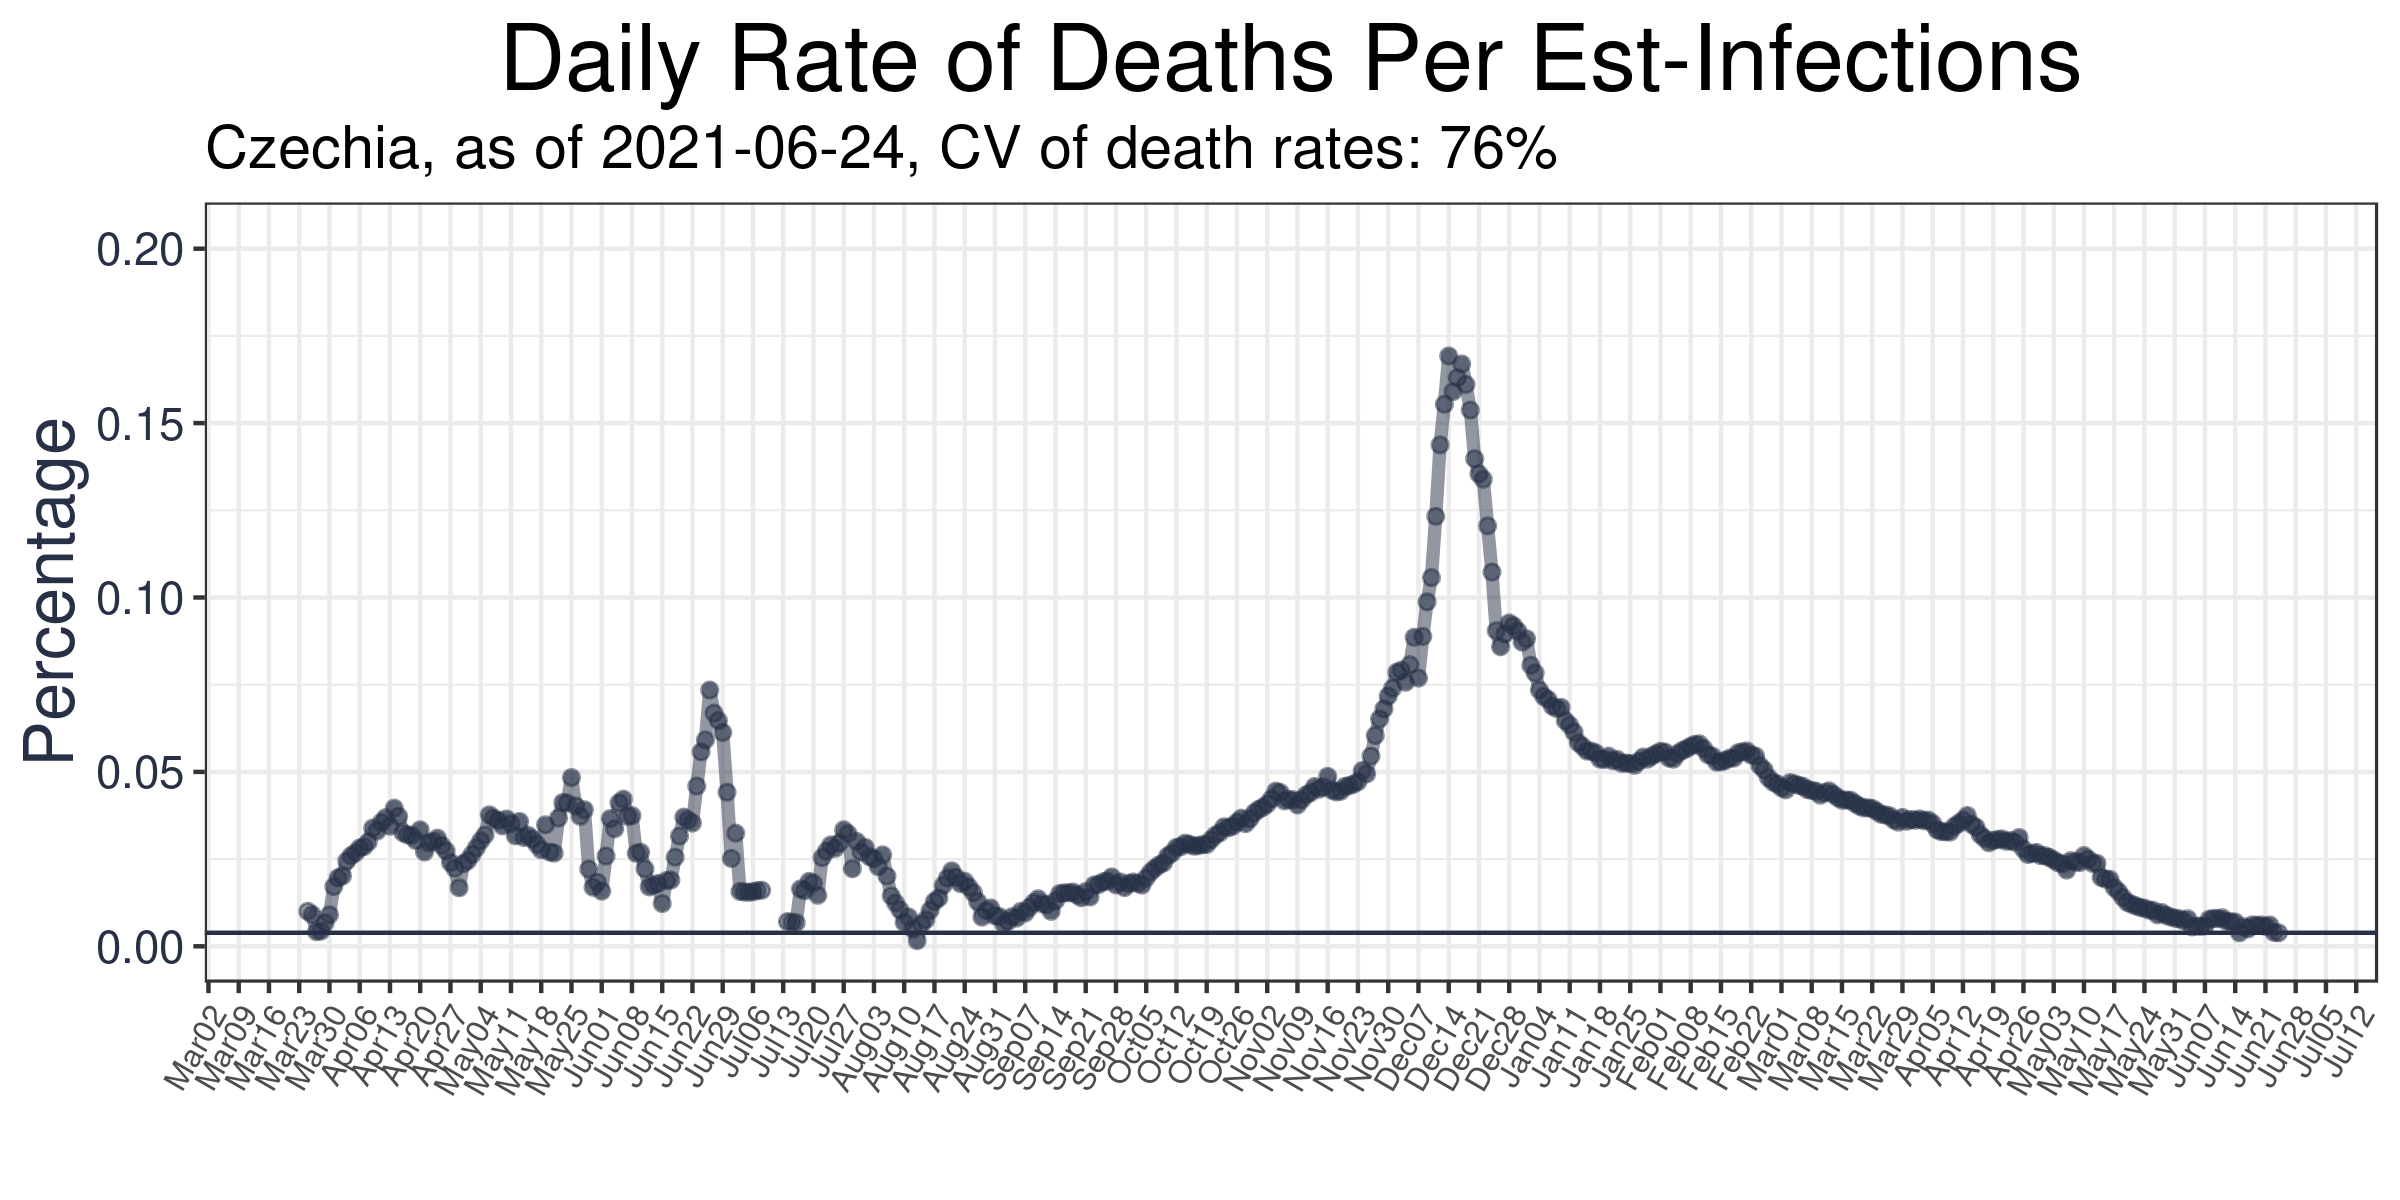 Daily Rate of Deaths Per Est-Infections
Czechia, as of 2021-06-24, CV of death rates: 76%
Percentage
0.20
0.15
0.10
0.05
0.00
Mar02
Mar09
Mar16
Mar23
Mar30
Apr06
Apr13
Apr20
Apr27
May04
May11
May18
May25
Jun01
Jun08
Jun15
Jun22
Jun29
Jul06
Jul13
Jul20
Jul27
Aug03
Aug10
Aug17
Aug24
Aug31
Sep07
Sep14
Sep21
Sep28
Oct05
Oct12
Oct19
Oct26
Nov02
Nov09
Nov16
Nov23
Nov30
Dec07
Dec14
Dec21
Dec28
Jan04
Jan11
Jan18
Jan25
Feb01
Feb08
Feb15
Feb22
Mar01
Mar08
Mar15
Mar22
Mar29
Apr05
Apr12
Apr19
Apr26
May03
May10
May17
May24
May31
Jun07
Jun14
Jun21
Jun28
Jul05
Jul12